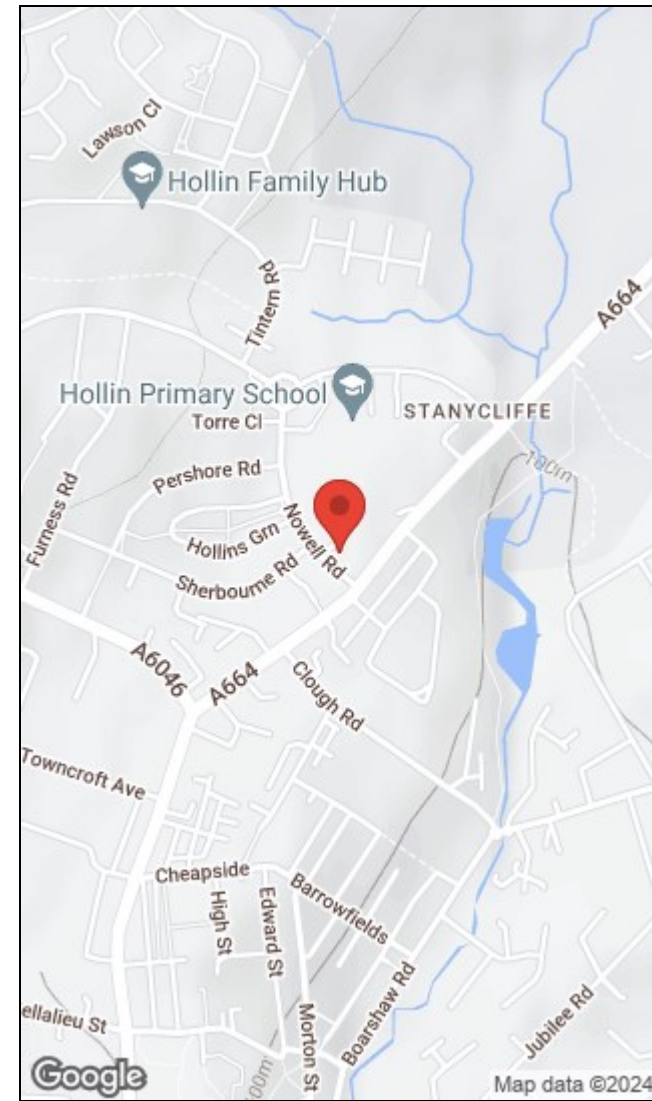 Lawson Cl
Hollin Family Hub
Tintern Rd
A664
Hollin Primary School
STANYCLIFFE
Torre Cl
Pershore Rd
100m
Furness Rd
Hollins Grn
Nowell Rd
Sherbourne Rd
A6046
A664
Clough Rd
Towncroft Ave
Cheapside
High St
Edward St
Barrowfields
Boarshaw Rd
Jubilee Rd
ellalieu St
Morton St
100m
Google
Map data ©2024